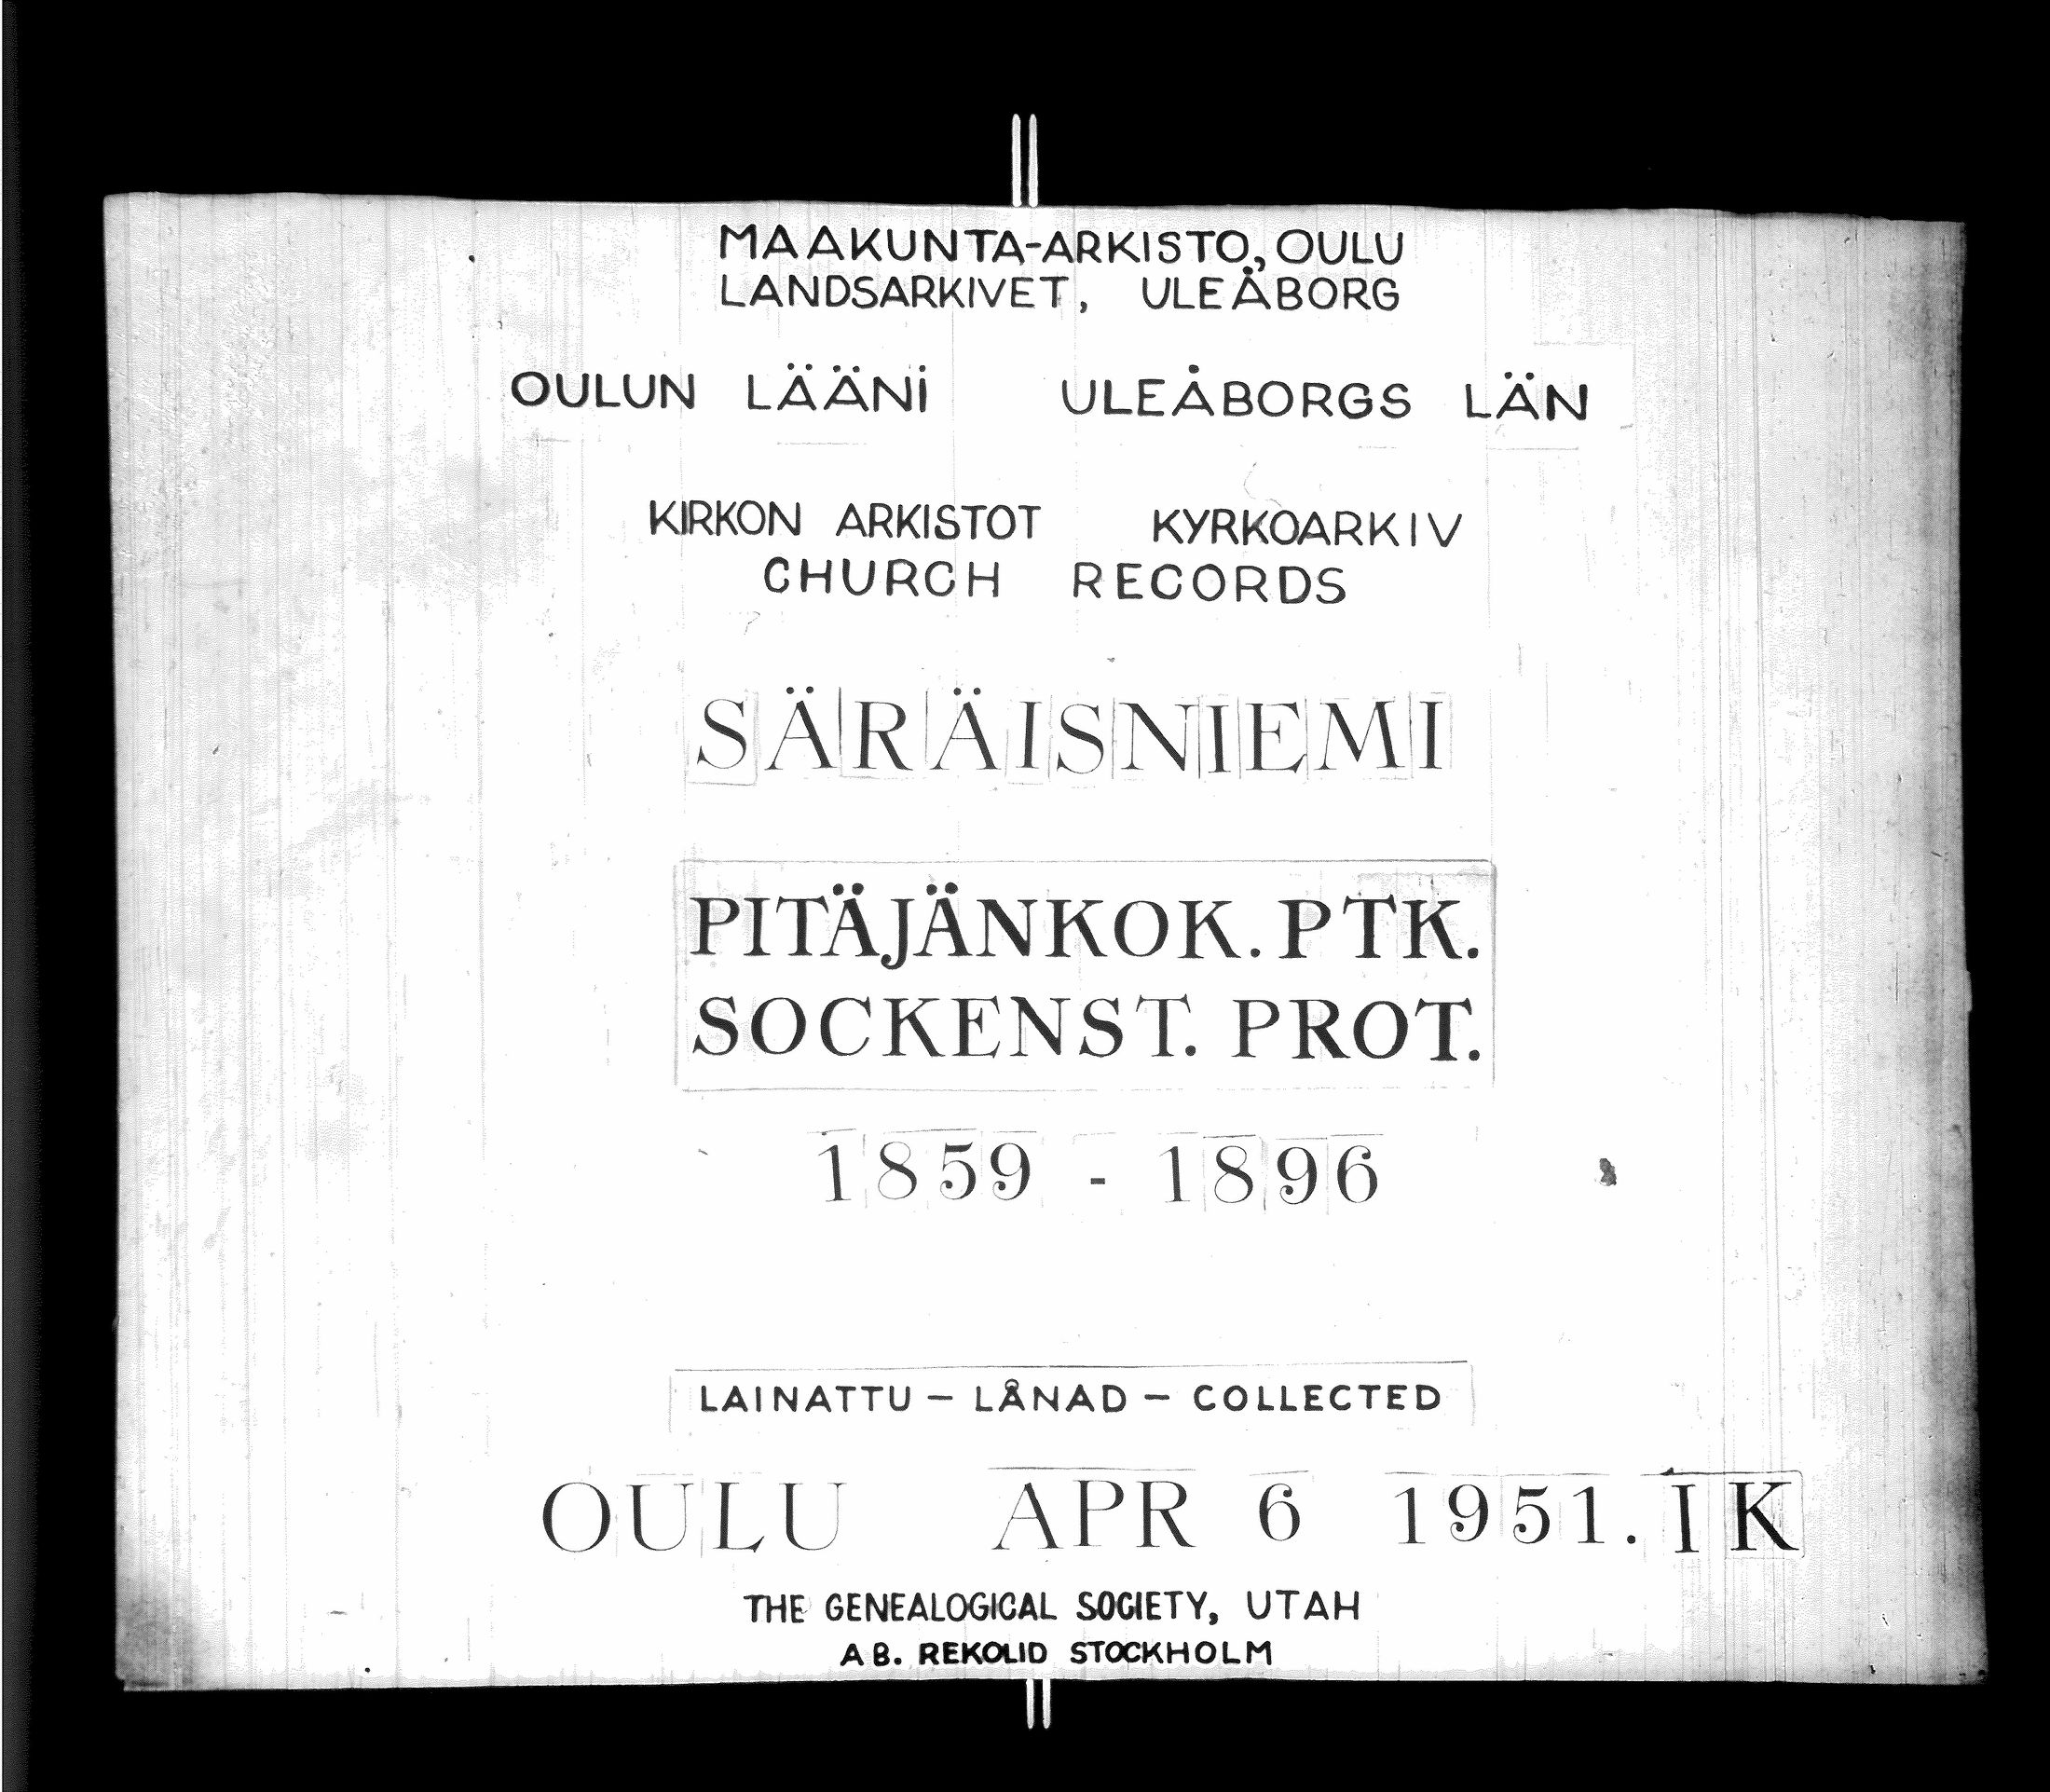 MAAKUNTA-ARKISTO, OULU
LANDSARKIVET, ULEÅBORG
OULUN LÄÄNI ULEÅBORGS LÄN
KIRKON ARKISTOT KYRKOARKIV
CHURCH RECORDS
SÄRÄISNIEMI
PITÄJÄNKOK. PTK.
SOCKENST. PROT.
1859 - 1896
LAINATTU - LÅNAD - COLLECTED
OULU APR 6 1951. IK
THE GENEALOGICAL SOCIETY, UTAH
AB. REKOLID STOCKHOLM